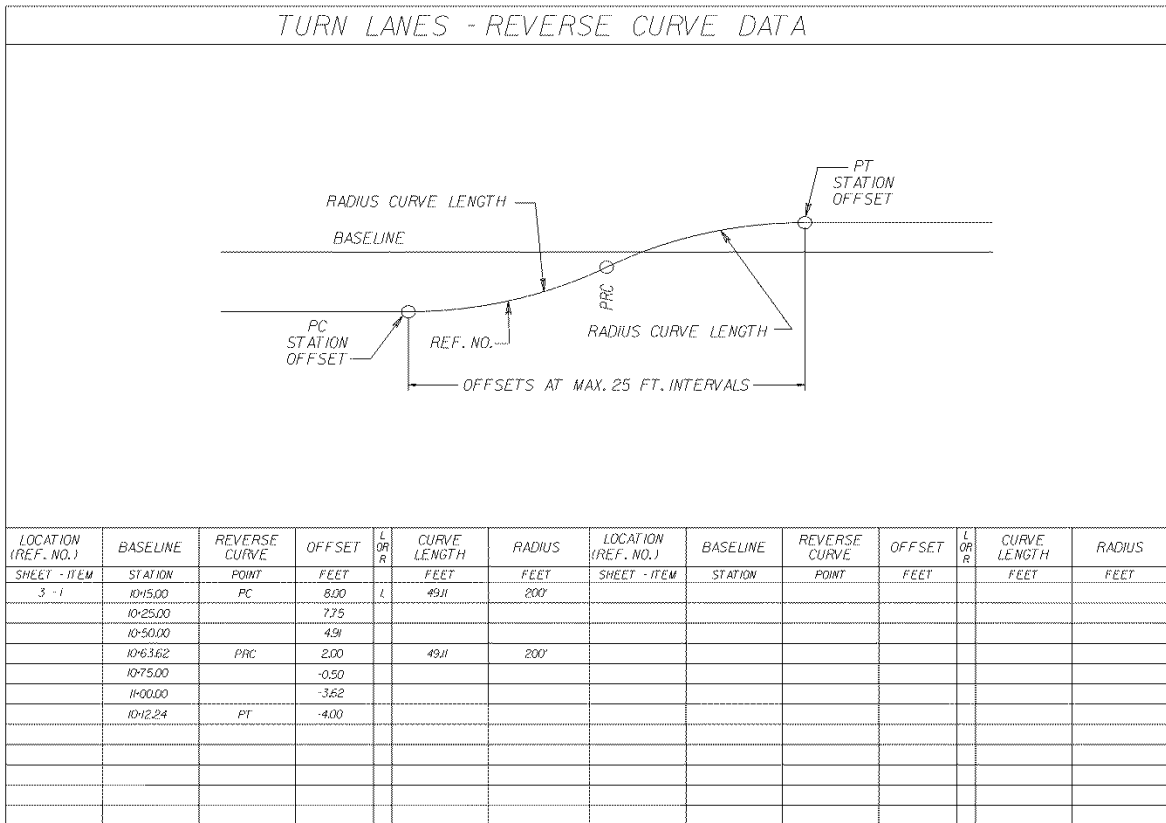 TURN LANES - REVERSE CURVE DATA
PT
STATION
OFFSET
RADIUS CURVE LENGTH
BASELINE
PRC
RADIUS CURVE LENGTH
PC
STATION
OFFSET
REF. NO.
OFFSETS AT MAX. 25 FT. INTERVALS
LOCATION (REF. NO.) BASELINE REVERSE CURVE OFFSET L OR R CURVE LENGTH RADIUS LOCATION (REF. NO.) BASELINE REVERSE CURVE OFFSET L OR R CURVE LENGTH RADIUS
SHEET - ITEM STATION POINT FEET FEET FEET SHEET - ITEM STATION POINT FEET FEET FEET
3 - 1 10+15.00 PC 8.00 L 49.11 200'
10+25.00 7.75
10+50.00 4.91
10+63.62 PRC 2.00 49.11 200'
10+75.00 -0.50
11+00.00 -3.62
10+12.24 PT -4.00